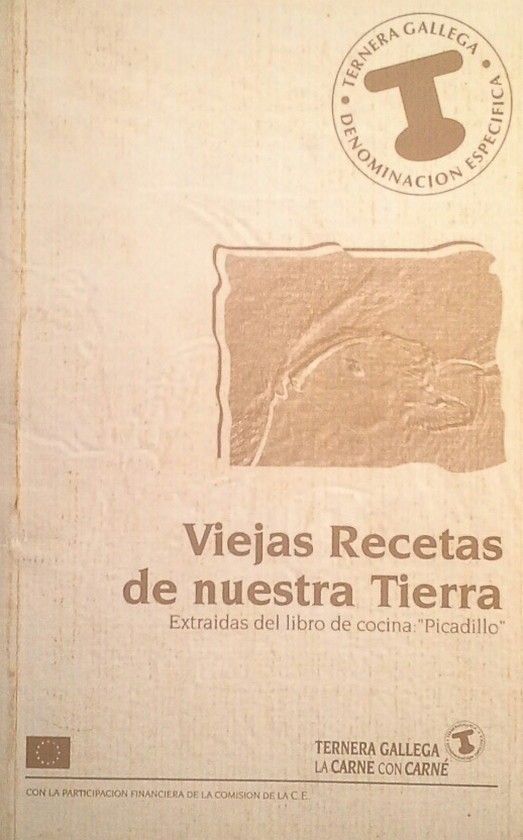 • TERNERA GALLEGA •
DENOMINACION ESPECIFICA
Viejas Recetas
de nuestra Tierra
Extraidas del libro de cocina:"Picadillo"
TERNERA GALLEGA
LA CARNE CON CARNÉ
CON LA PARTICIPACION FINANCIERA DE LA COMISION DE LA C.E.